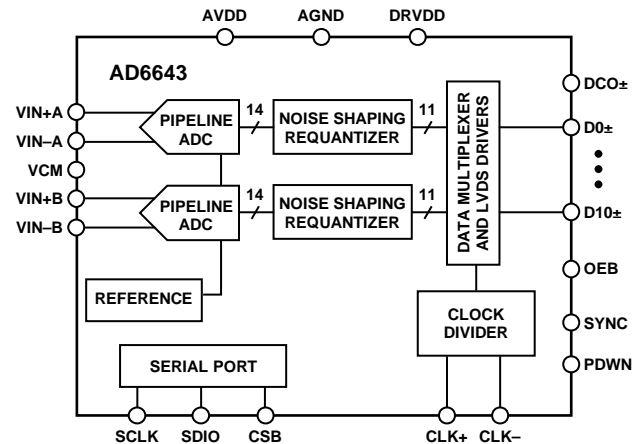 AVDD AGND DRVDD
AD6643
VIN+A
VIN–A
VCM
VIN+B
VIN–B
PIPELINE
ADC
14
NOISE SHAPING
REQUANTIZER
11
PIPELINE
ADC
14
NOISE SHAPING
REQUANTIZER
11
DATA MULTIPLEXER
AND LVDS DRIVERS
DCO±
D0±
D10±
OEB
SYNC
PDWN
REFERENCE
CLOCK
DIVIDER
SERIAL PORT
SCLK SDIO CSB CLK+ CLK–